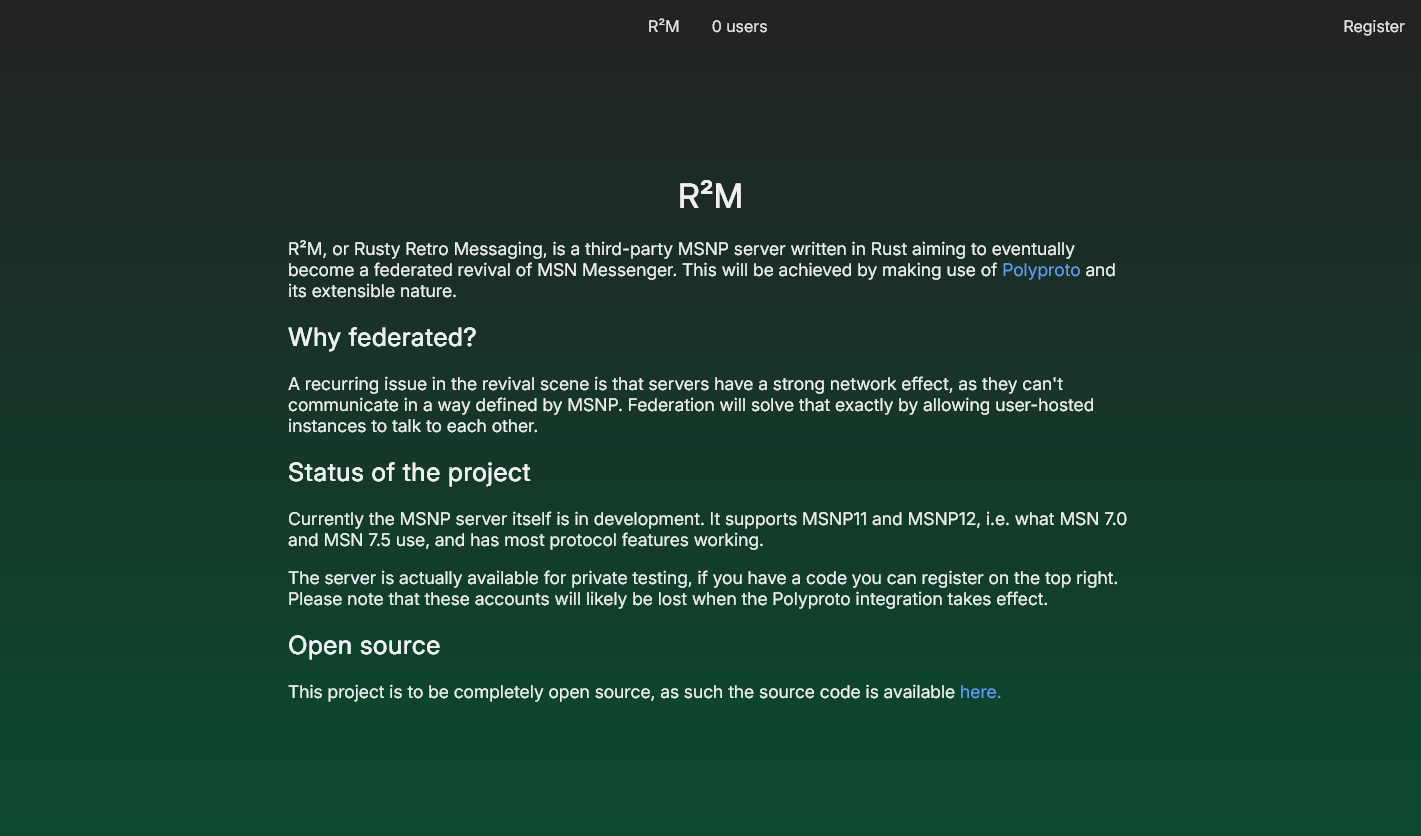 R²M 0 users Register
R²M
R²M, or Rusty Retro Messaging, is a third-party MSNP server written in Rust aiming to eventually
become a federated revival of MSN Messenger. This will be achieved by making use of Polyproto and
its extensible nature.
Why federated?
A recurring issue in the revival scene is that servers have a strong network effect, as they can't
communicate in a way defined by MSNP. Federation will solve that exactly by allowing user-hosted
instances to talk to each other.
Status of the project
Currently the MSNP server itself is in development. It supports MSNP11 and MSNP12, i.e. what MSN 7.0
and MSN 7.5 use, and has most protocol features working.
The server is actually available for private testing, if you have a code you can register on the top right.
Please note that these accounts will likely be lost when the Polyproto integration takes effect.
Open source
This project is to be completely open source, as such the source code is available here.